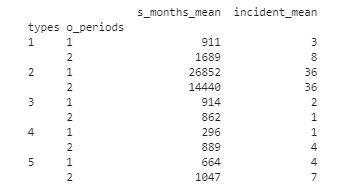 s_months_mean incident_mean
types o_periods
1 1 911 3
2 1689 8
2 1 26852 36
2 14440 36
3 1 914 2
2 862 1
4 1 296 1
2 889 4
5 1 664 4
2 1047 7